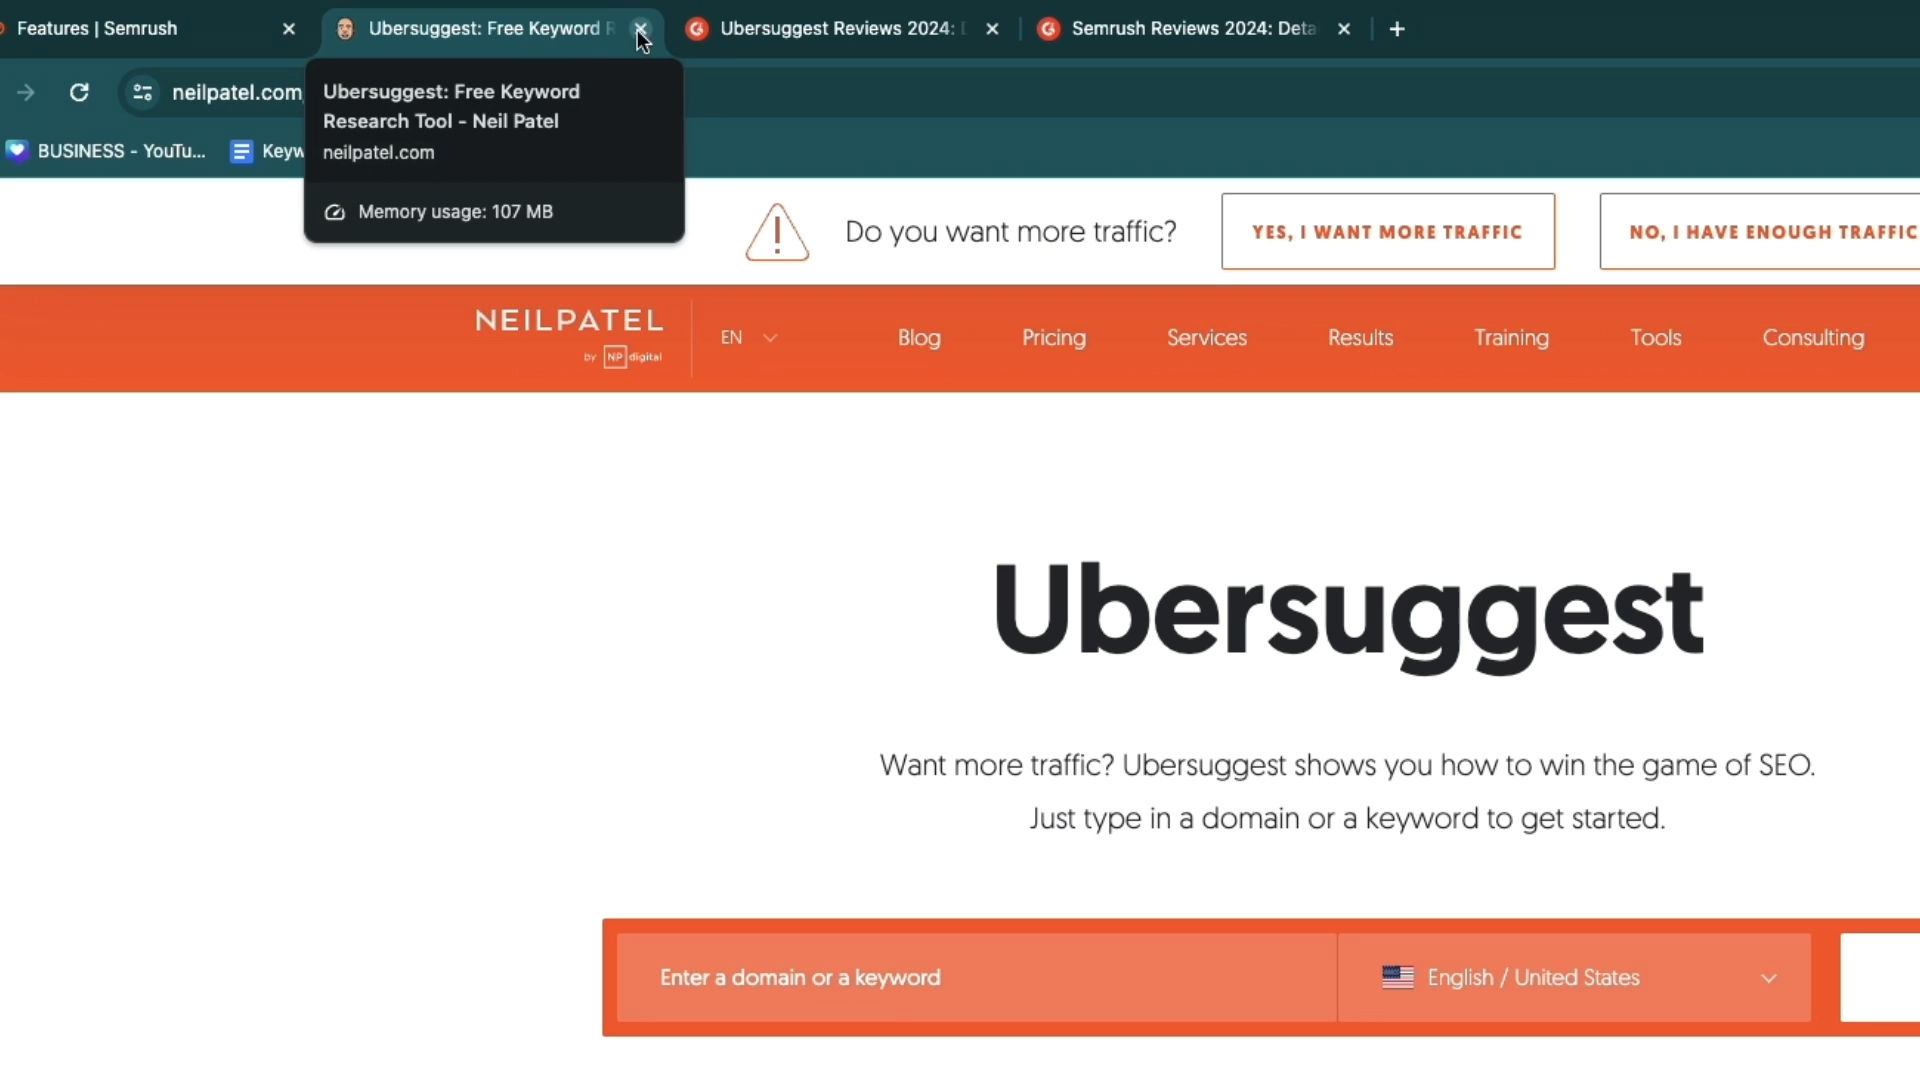 Features | Semrush
Ubersuggest: Free Keyword R
Ubersuggest Reviews 2024: D
Semrush Reviews 2024: Deta
neilpatel.com
Ubersuggest: Free Keyword
Research Tool - Neil Patel
neilpatel.com
BUSINESS - YouTu...
Keyw
Memory usage: 107 MB
Do you want more traffic?
YES, I WANT MORE TRAFFIC
NO, I HAVE ENOUGH TRAFFIC
NEILPATEL
by NP digital
EN
Blog
Pricing
Services
Results
Training
Tools
Consulting
Ubersuggest
Want more traffic? Ubersuggest shows you how to win the game of SEO.
Just type in a domain or a keyword to get started.
Enter a domain or a keyword
English / United States